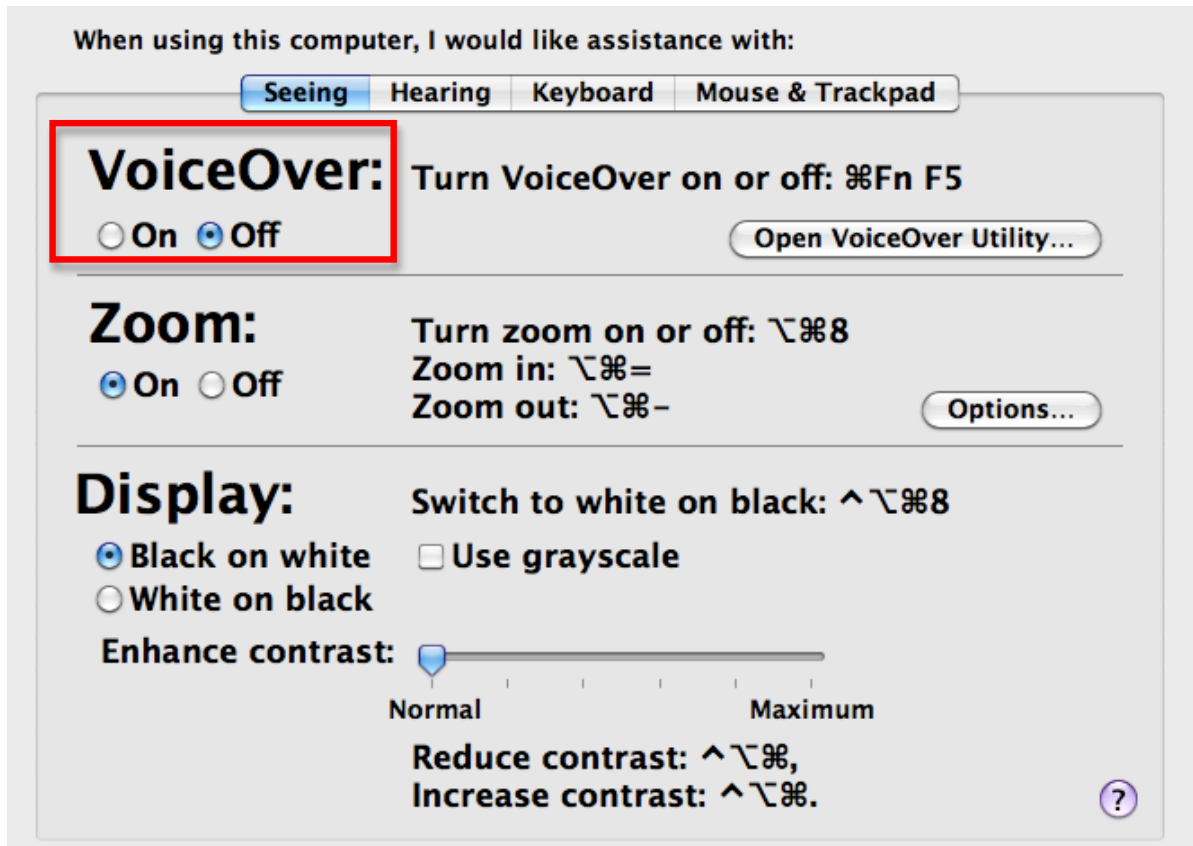 When using this computer, I would like assistance with:
Seeing Hearing Keyboard Mouse & Trackpad
VoiceOver: Turn VoiceOver on or off: ⌘Fn F5
On Off Open VoiceOver Utility...
Zoom: Turn zoom on or off: ⌥⌘8
Zoom in: ⌥⌘=
On Off
Zoom out: ⌥⌘-
Options...
Display: Switch to white on black: ^⌥⌘8
Black on white Use grayscale
White on black
Enhance contrast:
Normal Maximum
Reduce contrast: ^⌥⌘,
Increase contrast: ^⌥⌘.
?